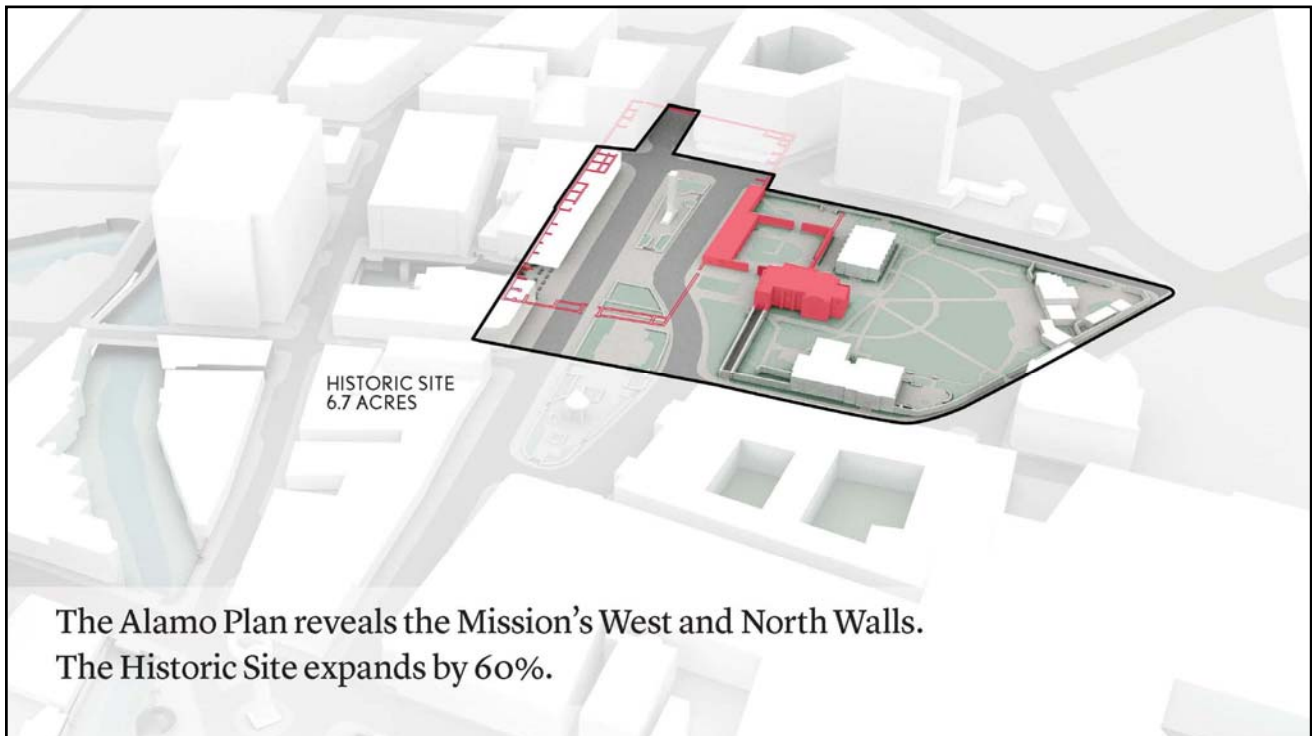 HISTORIC SITE
6.7 ACRES
The Alamo Plan reveals the Mission’s West and North Walls.
The Historic Site expands by 60%.